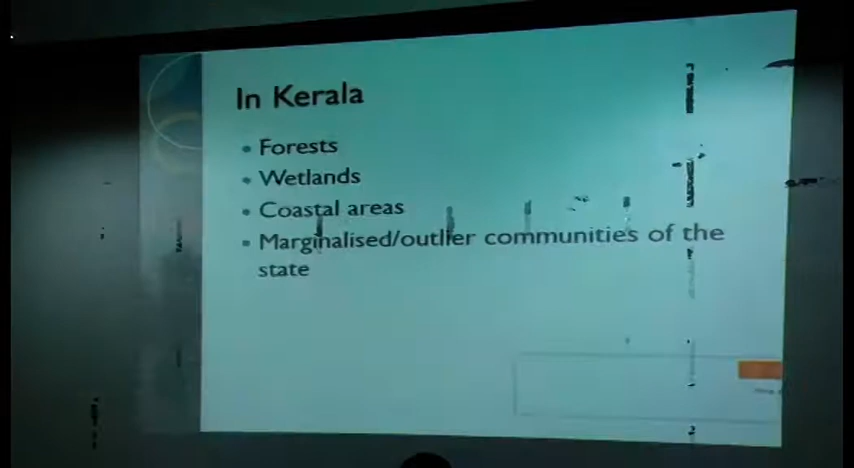 In Kerala
Forests
Wetlands
Coastal areas
Marginalised/outlier communities of the
state